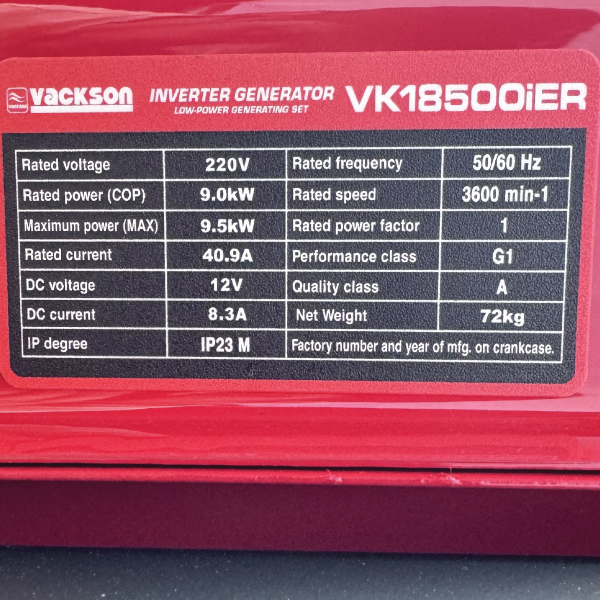 vackson INVERTER GENERATOR VK18500iER
LOW-POWER GENERATING SET
Rated voltage 220V Rated frequency 50/60 Hz
Rated power (COP) 9.0kW Rated speed 3600 min-1
Maximum power (MAX) 9.5kW Rated power factor 1
Rated current 40.9A Performance class G1
DC voltage 12V Quality class A
DC current 8.3A Net Weight 72kg
IP degree IP23 M Factory number and year of mfg. on crankcase.